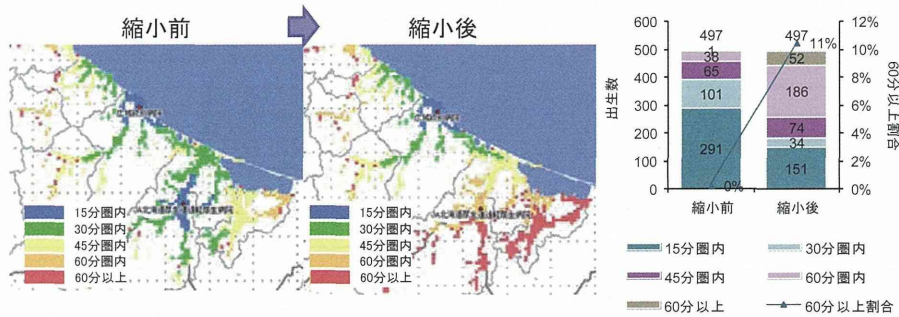 縮小前
縮小後
15分圏内
30分圏内
45分圏内
60分圏内
60分以上
15分圏内
30分圏内
45分圏内
60分圏内
60分以上
出生数
600
500
400
300
200
100
0
497
1
38
65
101
291
0%
497
11%
52
186
74
34
151
12%
10%
8%
6%
4%
2%
0%
60分以上割合
縮小前
縮小後
15分圏内
30分圏内
45分圏内
60分圏内
60分以上
60分以上割合